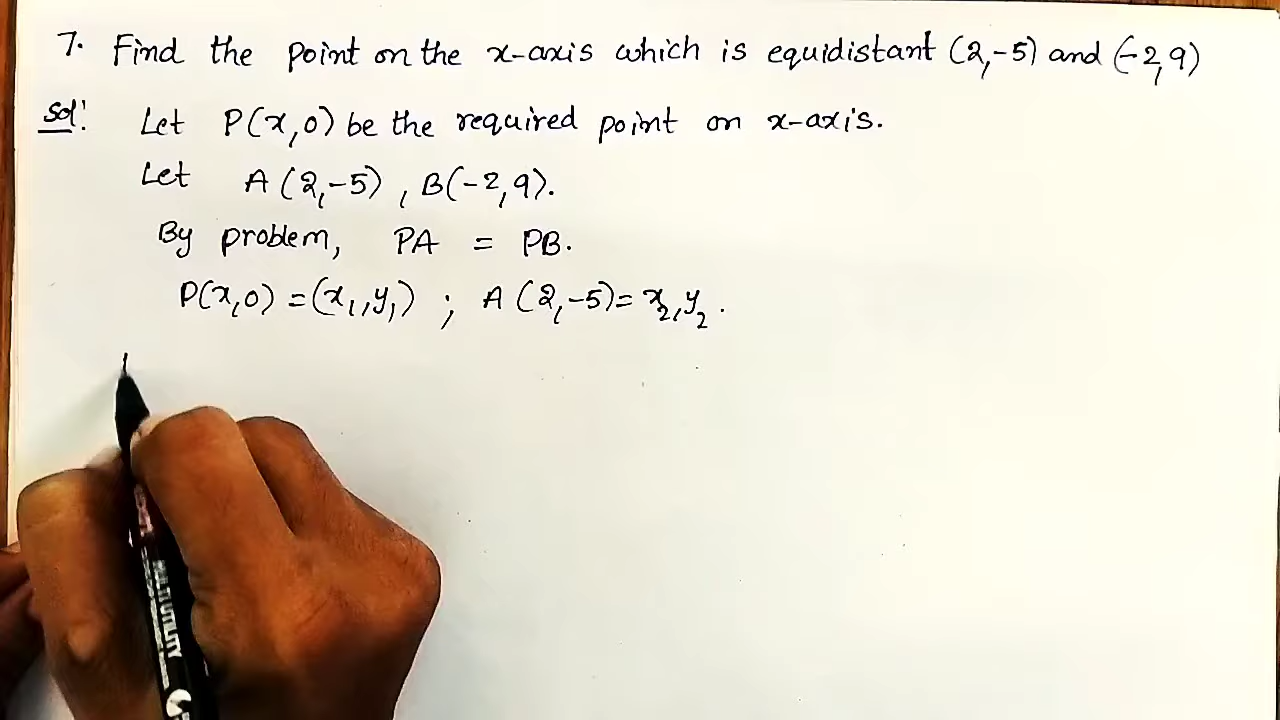 7. Find the point on the x-axis which is equidistant (2,-5) and (-2,9)
Sol: Let P(x,0) be the required point on x-axis.
Let A(2,-5), B(-2,9).
By problem, PA = PB.
P(x,0) = (x₁,y₁) ; A(2,-5) = x₂,y₂.
MULTI UTILITY